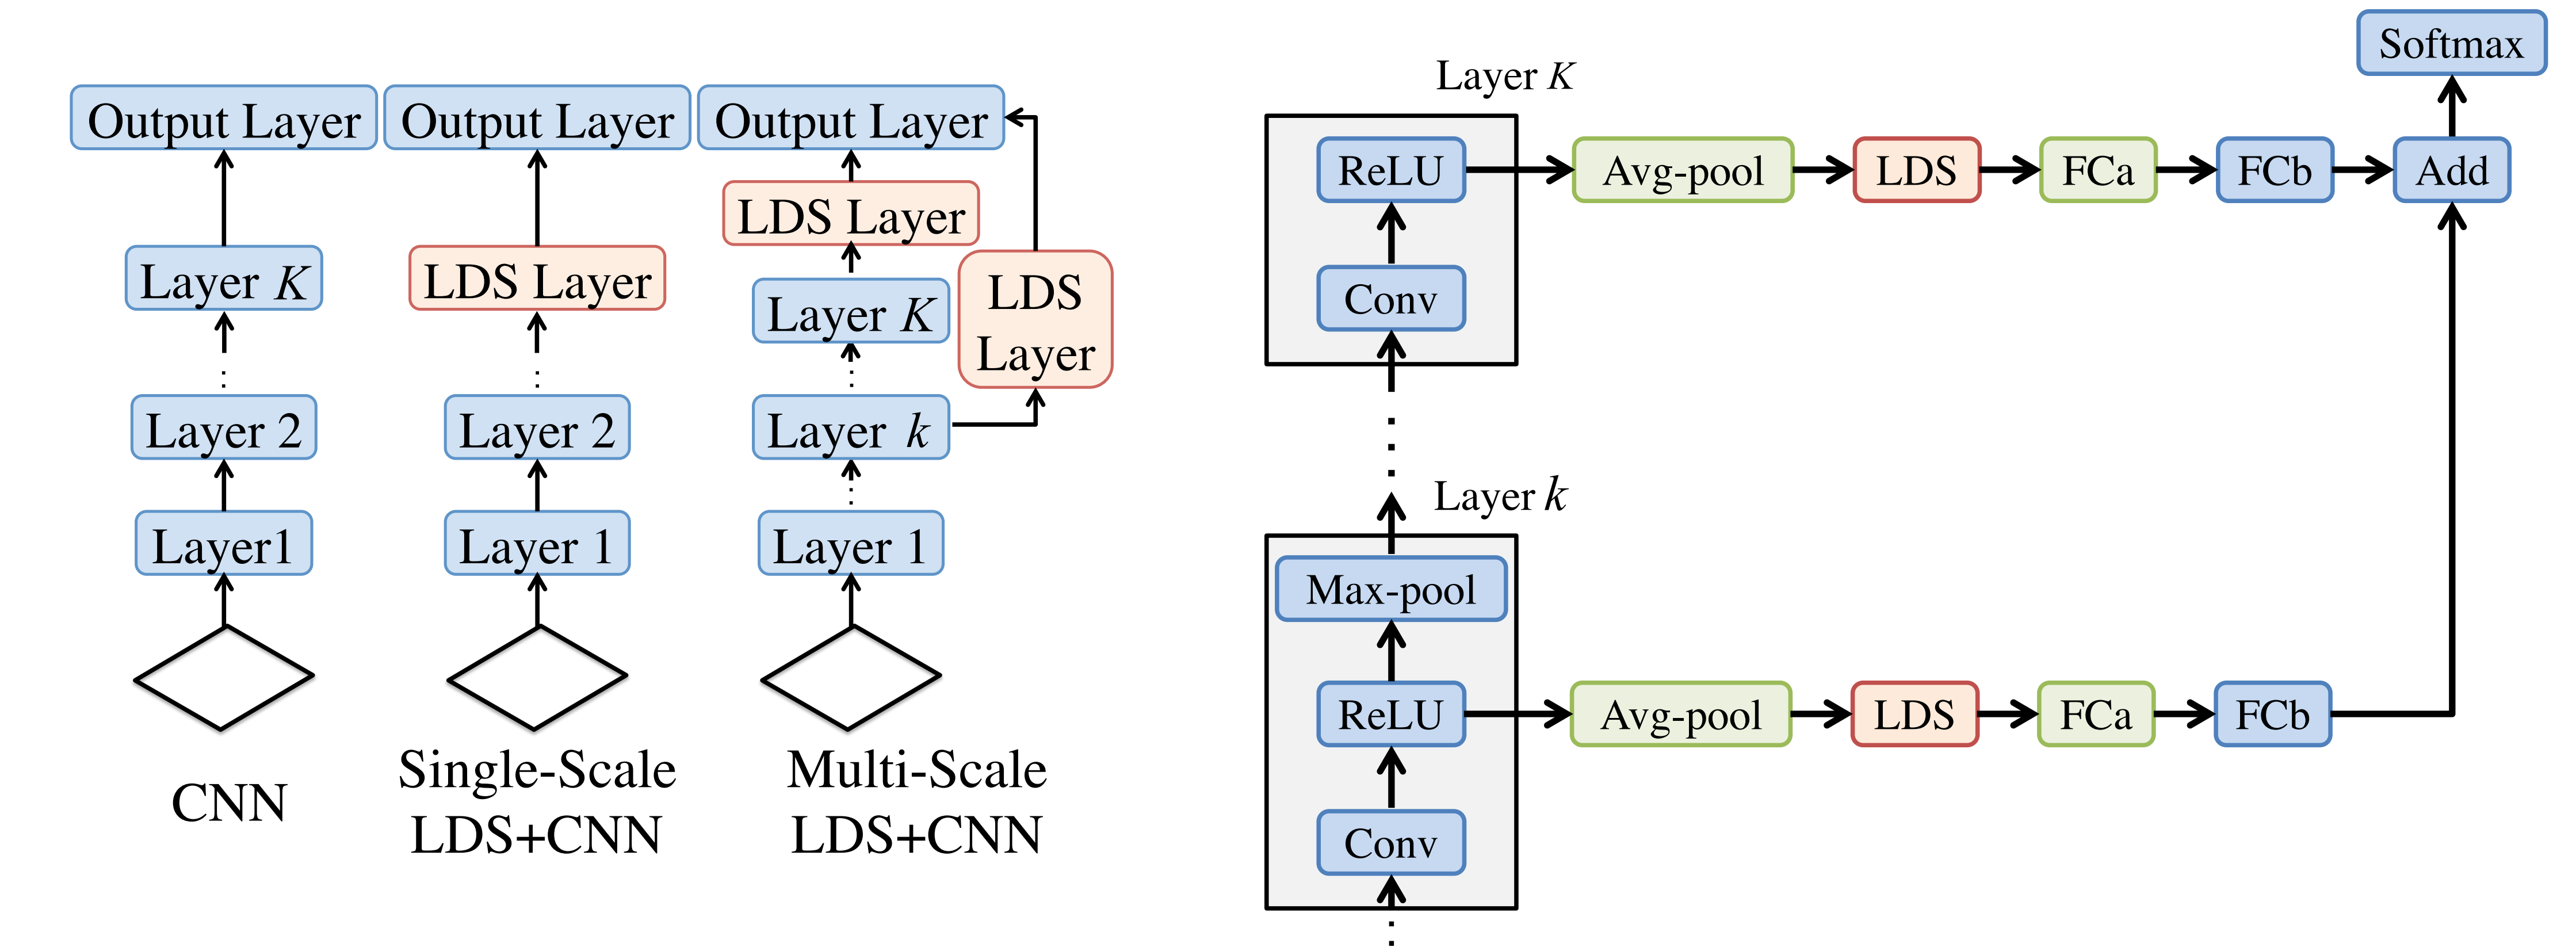 Output Layer
Layer K
Layer 2
Layer1
CNN
Output Layer
LDS Layer
Layer 2
Layer 1
Single-Scale
LDS+CNN
Output Layer
LDS Layer
Layer K
LDS
Layer
Layer k
Layer 1
Multi-Scale
LDS+CNN
Softmax
Layer K
ReLU
Avg-pool
LDS
FCa
FCb
Add
Conv
Layer k
Max-pool
ReLU
Avg-pool
LDS
FCa
FCb
Conv